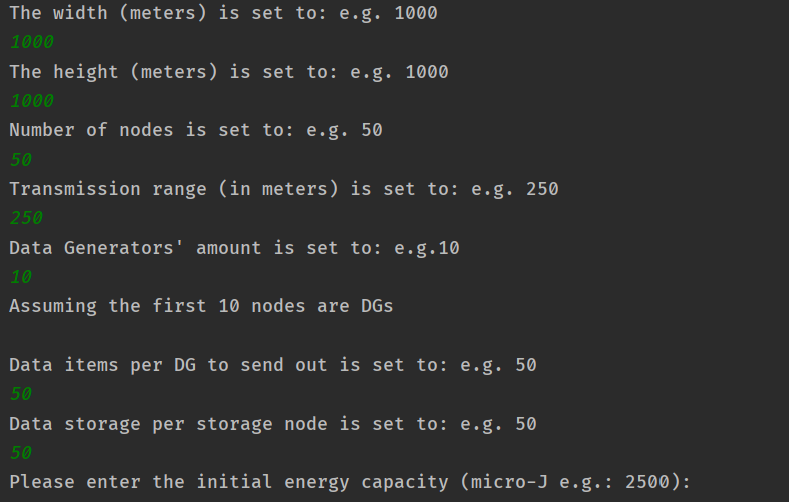 The width (meters) is set to: e.g. 1000
1000
The height (meters) is set to: e.g. 1000
1000
Number of nodes is set to: e.g. 50
50
Transmission range (in meters) is set to: e.g. 250
250
Data Generators' amount is set to: e.g.10
10
Assuming the first 10 nodes are DGs
Data items per DG to send out is set to: e.g. 50
50
Data storage per storage node is set to: e.g. 50
50
Please enter the initial energy capacity (micro-J e.g.: 2500):